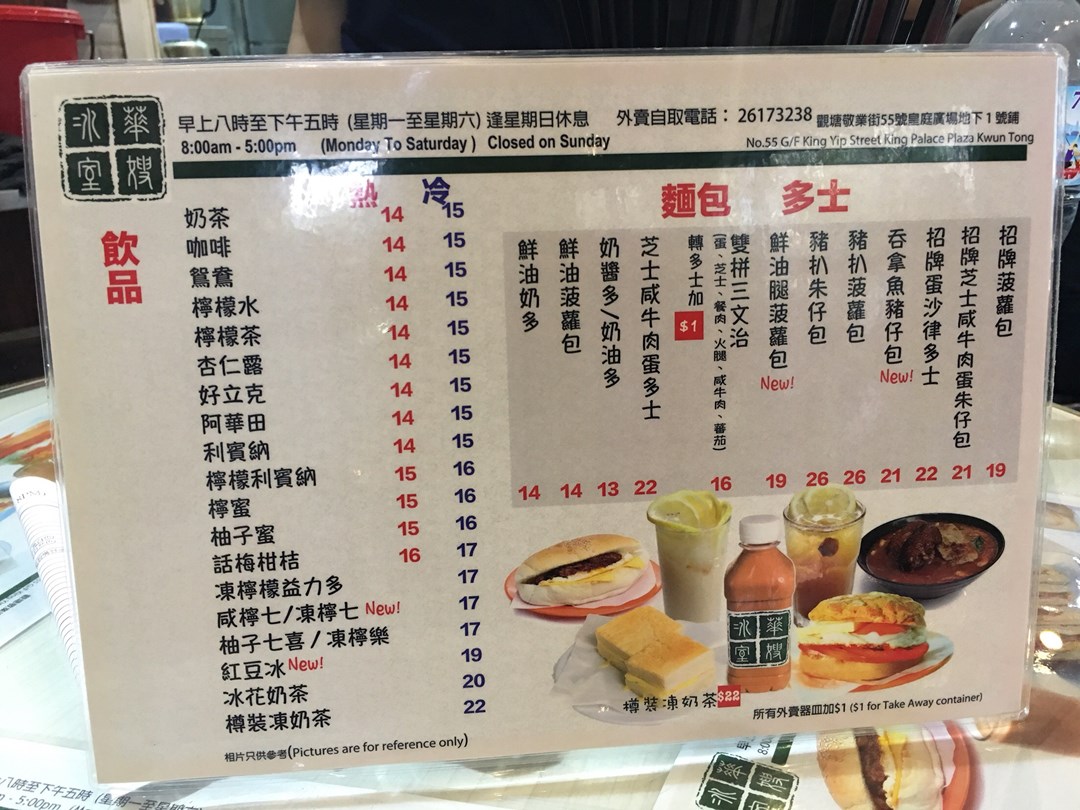 冰室 華嫂
早上八時至下午五時 (星期一至星期六) 逢星期日休息 外賣自取電話： 26173238 觀塘敬業街55號皇庭廣場地下1號鋪
8:00am - 5:00pm (Monday To Saturday ) Closed on Sunday No.55 G/F King Yip Street King Palace Plaza Kwun Tong
飲品
熱 冷
奶茶 14 15
咖啡 14 15
鴛鴦 14 15
檸檬水 14 15
檸檬茶 14 15
杏仁露 14 15
好立克 14 15
阿華田 14 15
利賓納 14 15
檸檬利賓納 15 16
檸蜜 15 16
柚子蜜 15 16
話梅柑桔 16 17
凍檸檬益力多 17
咸檸七/凍檸七 New! 17
柚子七喜 / 凍檸樂 17
紅豆冰 New! 19
冰花奶茶 20
樽裝凍奶茶 22
相片只供參考(Pictures are for reference only)
麵包 多士
招牌菠蘿包 19
招牌芝士咸牛肉蛋朱仔包 21
招牌蛋沙律多士 22
吞拿魚豬仔包 New! 21
豬扒菠蘿包 26
豬扒朱仔包 26
鮮油腿菠蘿包 New! 19
雙拼三文治 16
(蛋、芝士、餐肉、火腿、咸牛肉、蕃茄)
轉多士加 $1
芝士咸牛肉蛋多士 22
奶醬多/奶油多 13
鮮油菠蘿包 14
鮮油奶多 14
冰室 華嫂
樽裝凍奶茶 $22
所有外賣器皿加$1 ($1 for Take Away container)